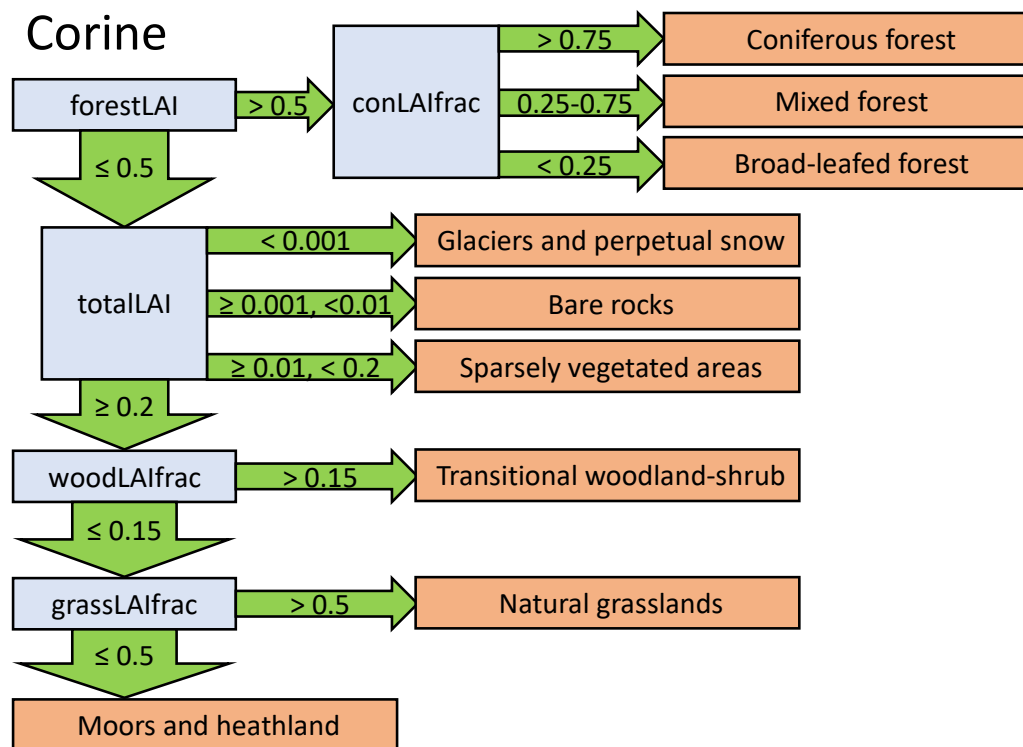 Corine
forestLAI
> 0.5
conLAIfrac
> 0.75
Coniferous forest
0.25-0.75
Mixed forest
< 0.25
Broad-leafed forest
≤ 0.5
totalLAI
< 0.001
Glaciers and perpetual snow
≥ 0.001, <0.01
Bare rocks
≥ 0.01, < 0.2
Sparsely vegetated areas
≥ 0.2
woodLAIfrac
> 0.15
Transitional woodland-shrub
≤ 0.15
grassLAIfrac
> 0.5
Natural grasslands
≤ 0.5
Moors and heathland